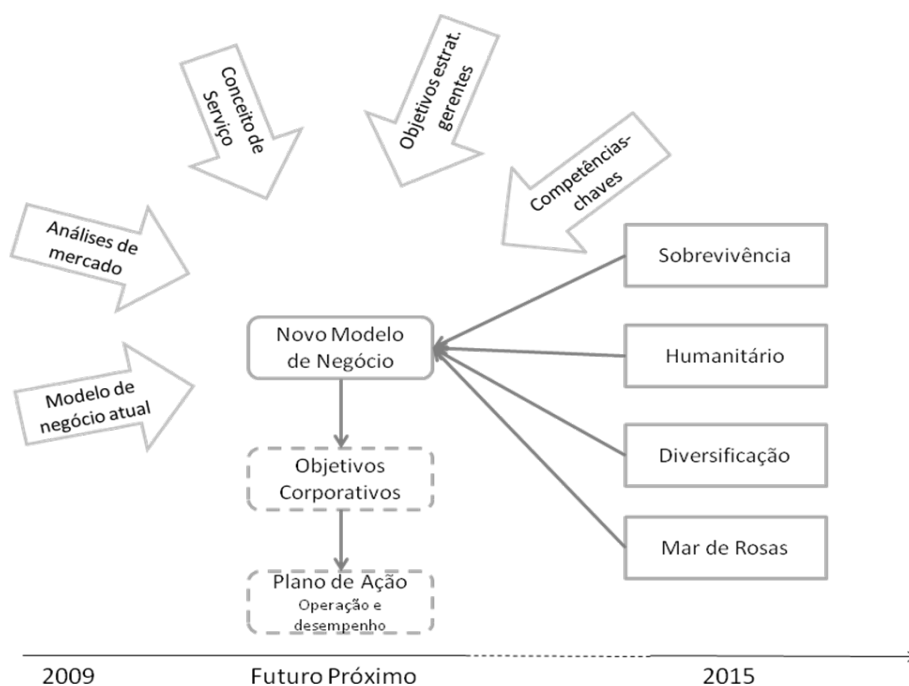 Conceito de
Serviço
Objetivos estrat.
gerentes
Competências-
chaves
Análises de
mercado
Modelo de
negócio atual
Novo Modelo
de Negócio
Objetivos
Corporativos
Plano de Ação
Operação e
desempenho
Sobrevivência
Humanitário
Diversificação
Mar de Rosas
2009
Futuro Próximo
2015